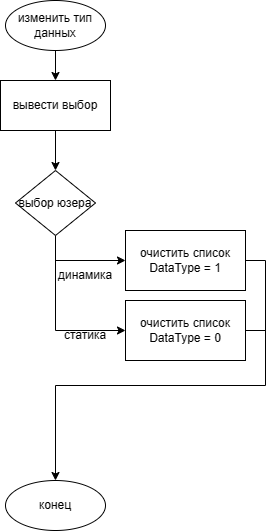 изменить тип
данных
вывести выбор
выбор юзера
очистить список
DataType = 1
динамика
очистить список
DataType = 0
статика
конец